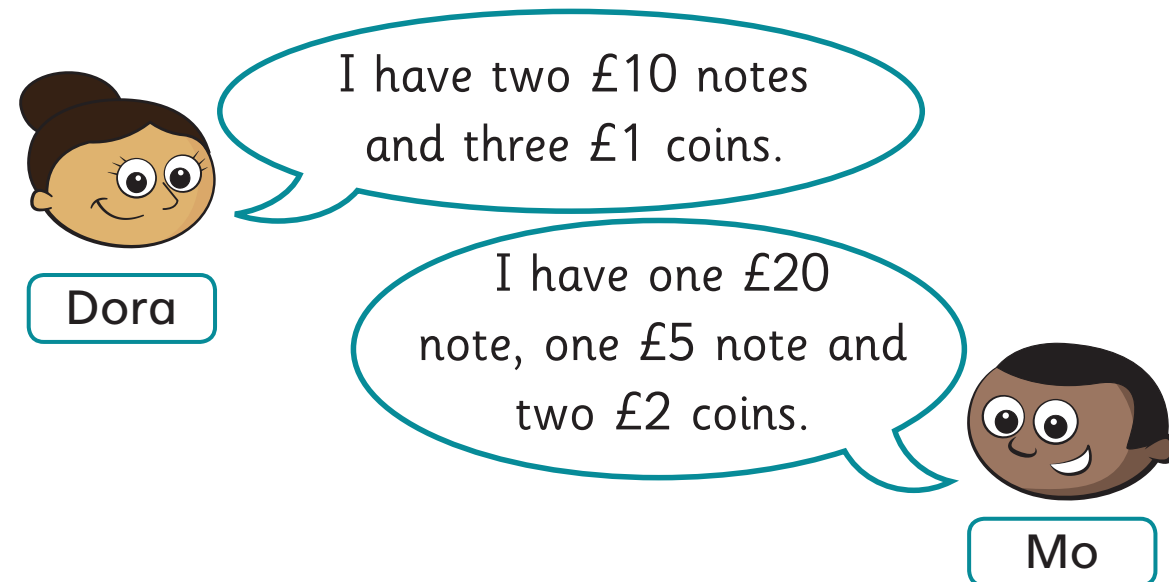 I have two £10 notes
and three £1 coins.
Dora
I have one £20
note, one £5 note and
two £2 coins.
Mo